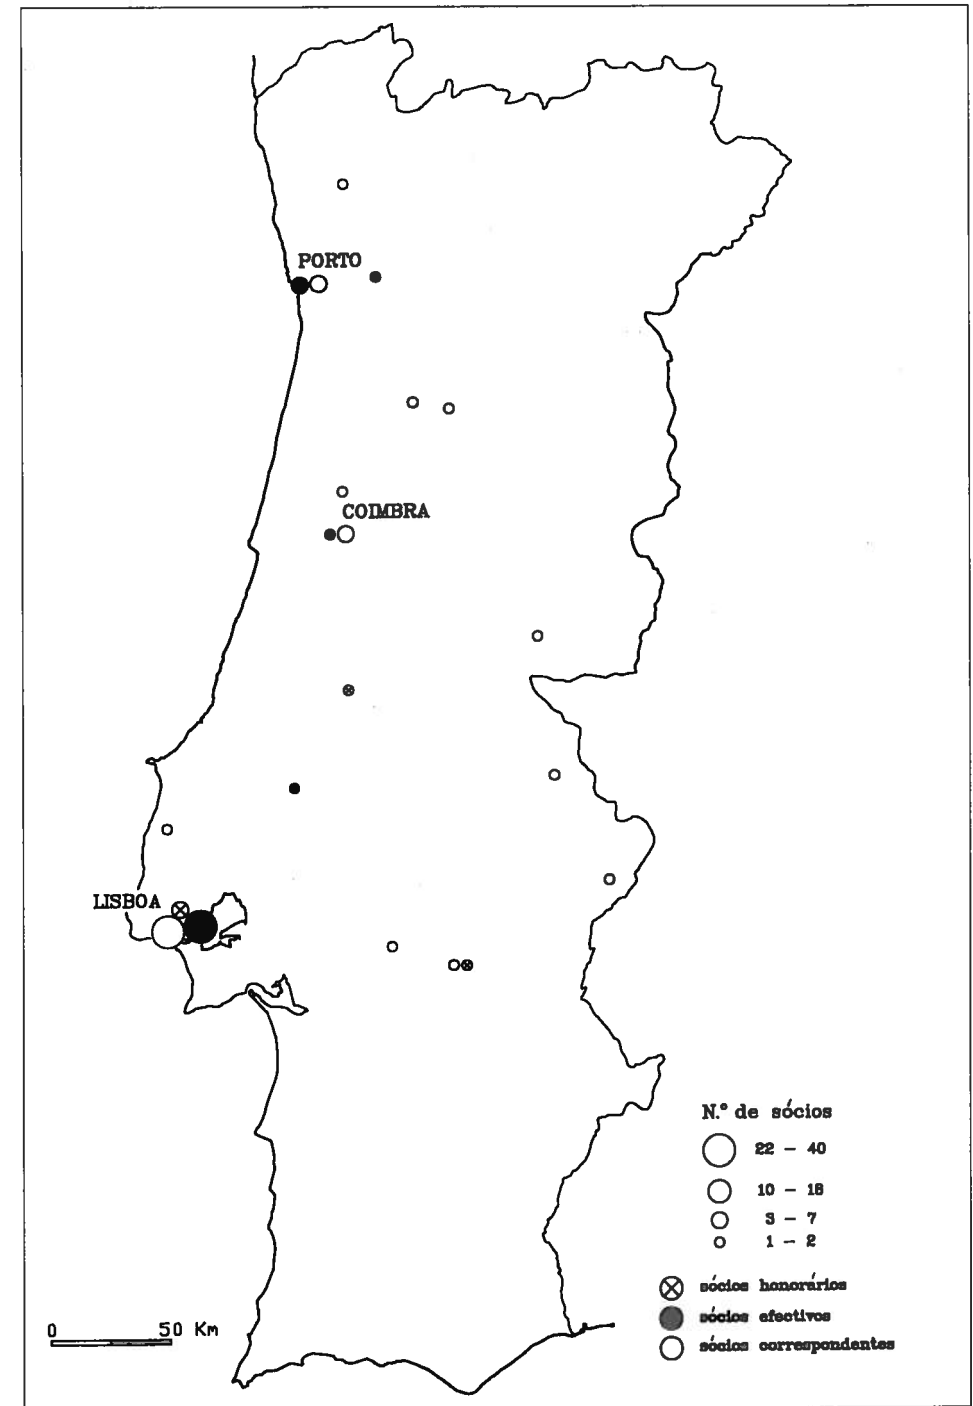 PORTO
COIMBRA
LISBOA
N.º de sócios
22 – 40
10 – 18
3 – 7
1 – 2
sócios honorários
sócios efectivos
sócios correspondentes
0 50 Km